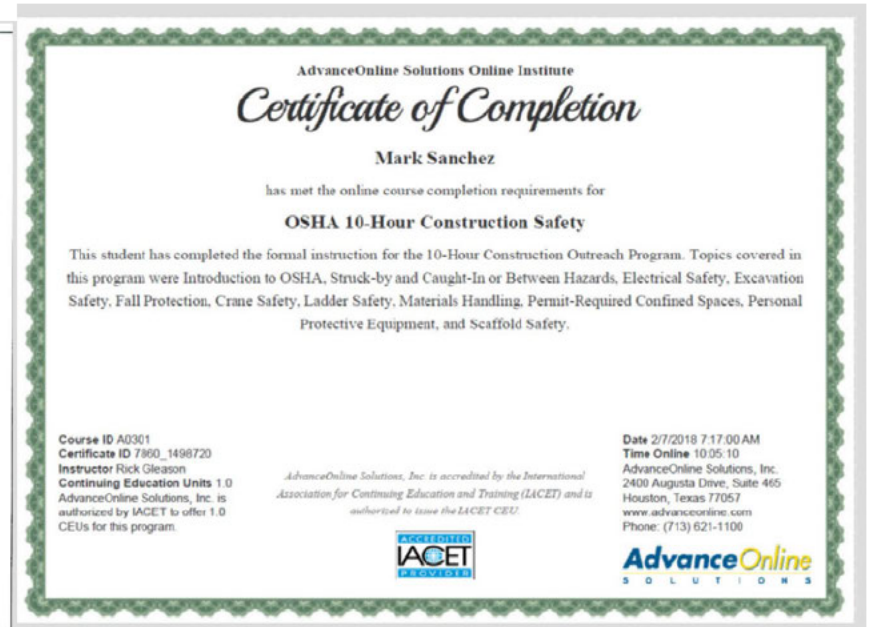 AdvanceOnline Solutions Online Institute
Certificate of Completion
Mark Sanchez
has met the online course completion requirements for
OSHA 10-Hour Construction Safety
This student has completed the formal instruction for the 10-Hour Construction Outreach Program. Topics covered in
this program were Introduction to OSHA, Struck-by and Caught-In or Between Hazards, Electrical Safety, Excavation
Safety, Fall Protection, Crane Safety, Ladder Safety, Materials Handling, Permit-Required Confined Spaces, Personal
Protective Equipment, and Scaffold Safety.
Course ID A0301
Certificate ID 7860_1498720
Instructor Rick Gleason
Continuing Education Units 1.0
AdvanceOnline Solutions, Inc. is
authorized by IACET to offer 1.0
CEUs for this program.
AdvanceOnline Solutions, Inc. is accredited by the International
Association for Continuing Education and Training (IACET) and is
authorized to issue the IACET CEU.
ACCREDITED
IACET
PROVIDER
Date 2/7/2018 7:17:00 AM
Time Online 10:05:10
AdvanceOnline Solutions, Inc.
2400 Augusta Drive, Suite 465
Houston, Texas 77057
www.advanceonline.com
Phone: (713) 621-1100
AdvanceOnline
SOLUTIONS